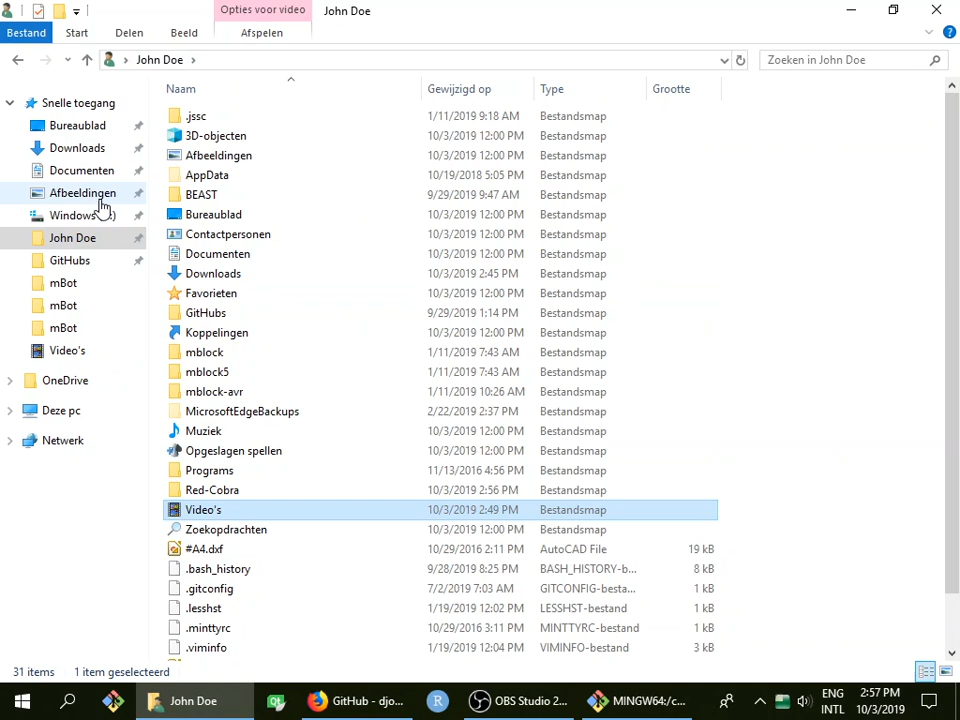 Opties voor video
John Doe
Bestand
Start
Delen
Beeld
Afspelen
John Doe
Zoeken in John Doe
Naam
Gewijzigd op
Type
Grootte
Snelle toegang
Bureaublad
Downloads
Documenten
Afbeeldingen
Windows
John Doe
GitHubs
mBot
mBot
mBot
Video's
OneDrive
Deze pc
Netwerk
.jssc 1/11/2019 9:18 AM Bestandsmap
3D-objecten 10/3/2019 12:00 PM Bestandsmap
Afbeeldingen 10/3/2019 12:00 PM Bestandsmap
AppData 10/19/2018 5:05 PM Bestandsmap
BEAST 9/29/2019 9:47 AM Bestandsmap
Bureaublad 10/3/2019 12:00 PM Bestandsmap
Contactpersonen 10/3/2019 12:00 PM Bestandsmap
Documenten 10/3/2019 12:00 PM Bestandsmap
Downloads 10/3/2019 2:45 PM Bestandsmap
Favorieten 10/3/2019 12:00 PM Bestandsmap
GitHubs 9/29/2019 1:14 PM Bestandsmap
Koppelingen 10/3/2019 12:00 PM Bestandsmap
mblock 1/11/2019 7:43 AM Bestandsmap
mblock5 1/11/2019 7:43 AM Bestandsmap
mblock-avr 1/11/2019 10:26 AM Bestandsmap
MicrosoftEdgeBackups 2/22/2019 2:37 PM Bestandsmap
Muziek 10/3/2019 12:00 PM Bestandsmap
Opgeslagen spellen 10/3/2019 12:00 PM Bestandsmap
Programs 11/13/2016 4:56 PM Bestandsmap
Red-Cobra 10/3/2019 2:56 PM Bestandsmap
Video's 10/3/2019 2:49 PM Bestandsmap
Zoekopdrachten 10/3/2019 12:00 PM Bestandsmap
#A4.dxf 10/29/2016 2:11 PM AutoCAD File 19 kB
.bash_history 9/28/2019 8:25 PM BASH_HISTORY-b... 8 kB
.gitconfig 7/2/2019 7:03 AM GITCONFIG-besta... 1 kB
.lesshst 1/19/2019 12:02 PM LESSHST-bestand 1 kB
.minttyrc 10/29/2016 3:11 PM MINTTYRC-bestand 1 kB
.viminfo 1/19/2019 12:04 PM VIMINFO-bestand 3 kB
31 items 1 item geselecteerd
John Doe
GitHub - djo...
OBS Studio 2...
MINGW64:/c...
ENG
INTL
2:57 PM
10/3/2019